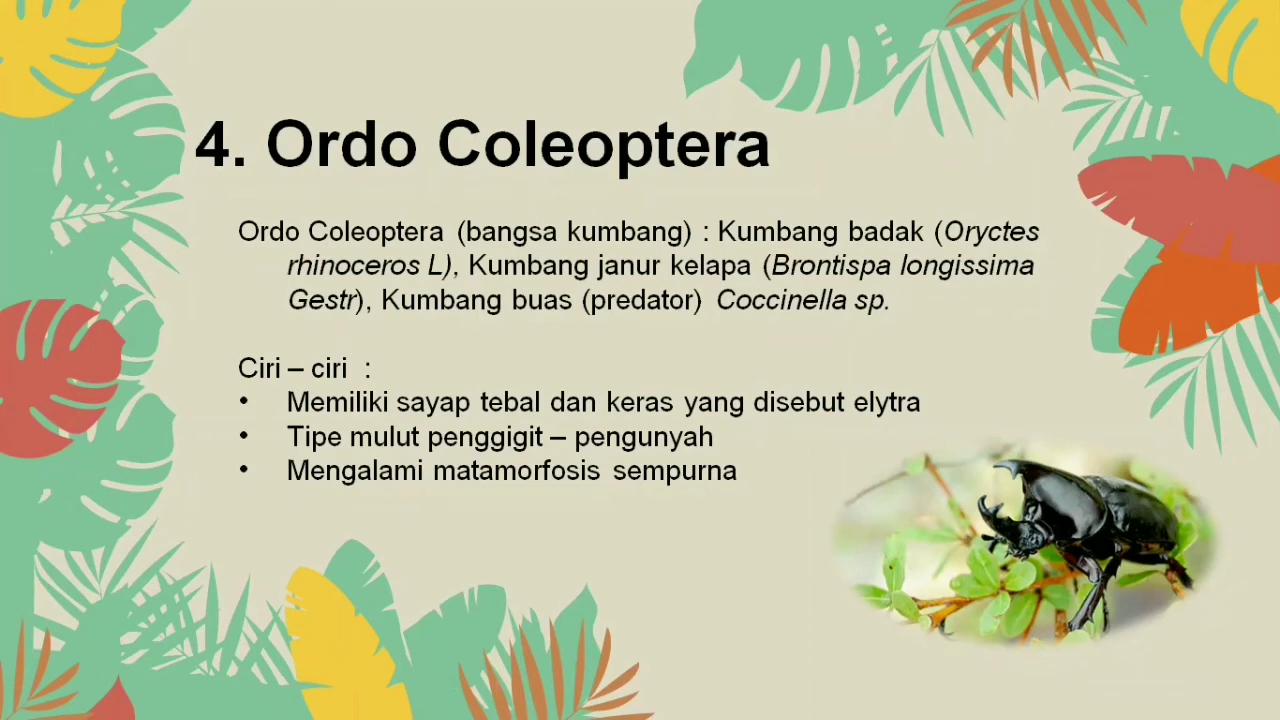 4. Ordo Coleoptera
Ordo Coleoptera (bangsa kumbang) : Kumbang badak (Oryctes
rhinoceros L), Kumbang janur kelapa (Brontispa longissima
Gestr), Kumbang buas (predator) Coccinella sp.
Ciri – ciri :
• Memiliki sayap tebal dan keras yang disebut elytra
• Tipe mulut penggigit – pengunyah
• Mengalami matamorfosis sempurna